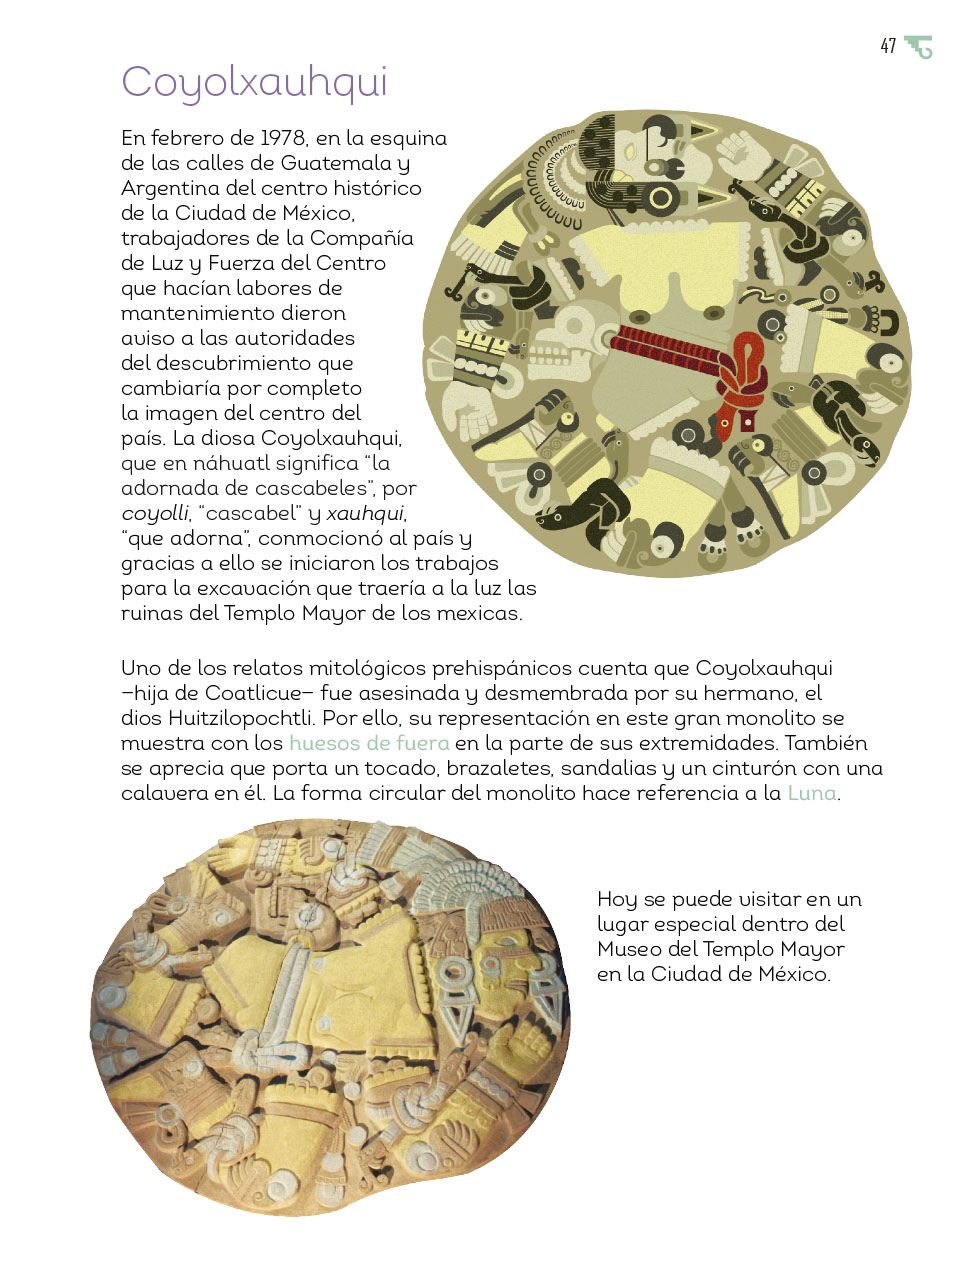 47
Coyolxauhqui
En febrero de 1978, en la esquina
de las calles de Guatemala y
Argentina del centro histórico
de la Ciudad de México,
trabajadores de la Compañía
de Luz y Fuerza del Centro
que hacían labores de
mantenimiento dieron
aviso a las autoridades
del descubrimiento que
cambiaría por completo
la imagen del centro del
país. La diosa Coyolxauhqui,
que en náhuatl significa “la
adornada de cascabeles”, por
coyolli, “cascabel” y xauhqui,
“que adorna”, conmocionó al país y
gracias a ello se iniciaron los trabajos
para la excavación que traería a la luz las
ruinas del Templo Mayor de los mexicas.
Uno de los relatos mitológicos prehispánicos cuenta que Coyolxauhqui
—hija de Coatlicue— fue asesinada y desmembrada por su hermano, el
dios Huitzilopochtli. Por ello, su representación en este gran monolito se
muestra con los huesos de fuera en la parte de sus extremidades. También
se aprecia que porta un tocado, brazaletes, sandalias y un cinturón con una
calavera en él. La forma circular del monolito hace referencia a la Luna.
Hoy se puede visitar en un
lugar especial dentro del
Museo del Templo Mayor
en la Ciudad de México.